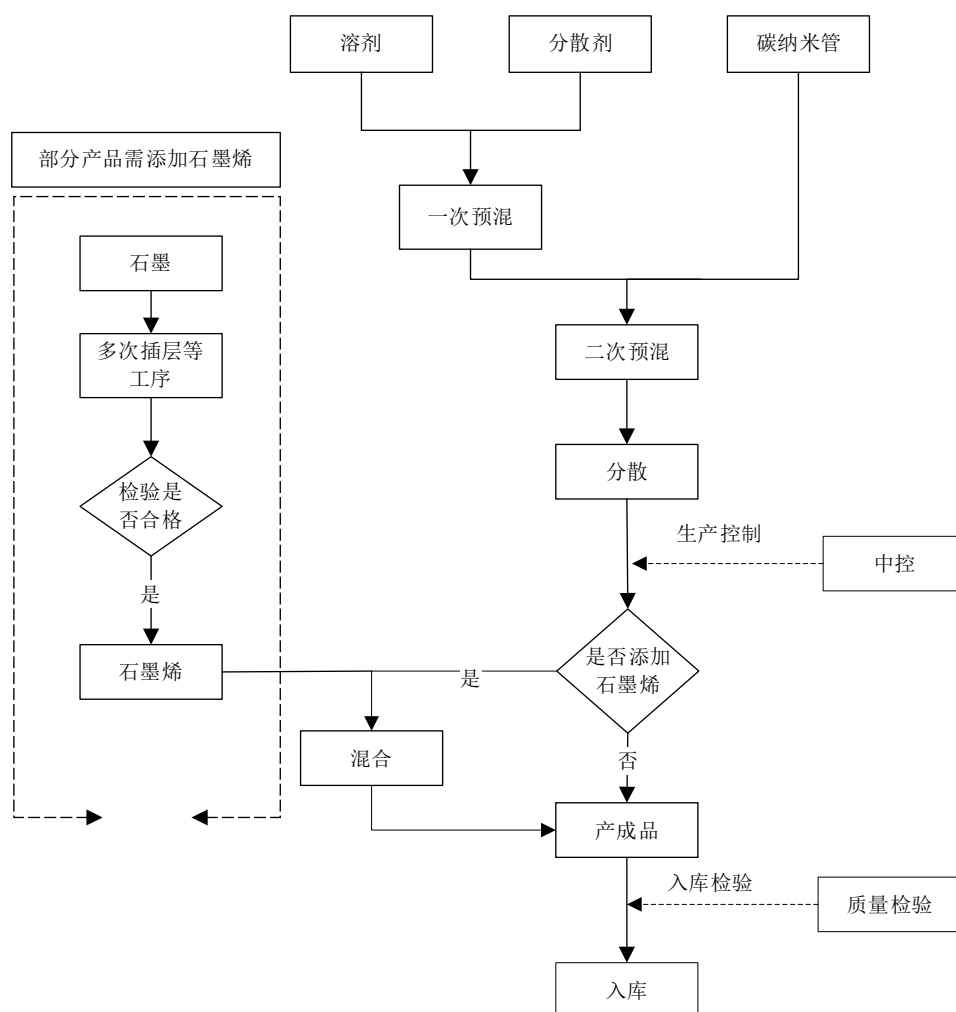 溶剂
分散剂
碳纳米管
部分产品需添加石墨烯
一次预混
石墨
二次预混
多次插层等
工序
分散
检验是
否合格
生产控制
中控
是
石墨烯
是
是否添加
石墨烯
混合
否
产成品
入库检验
质量检验
入库